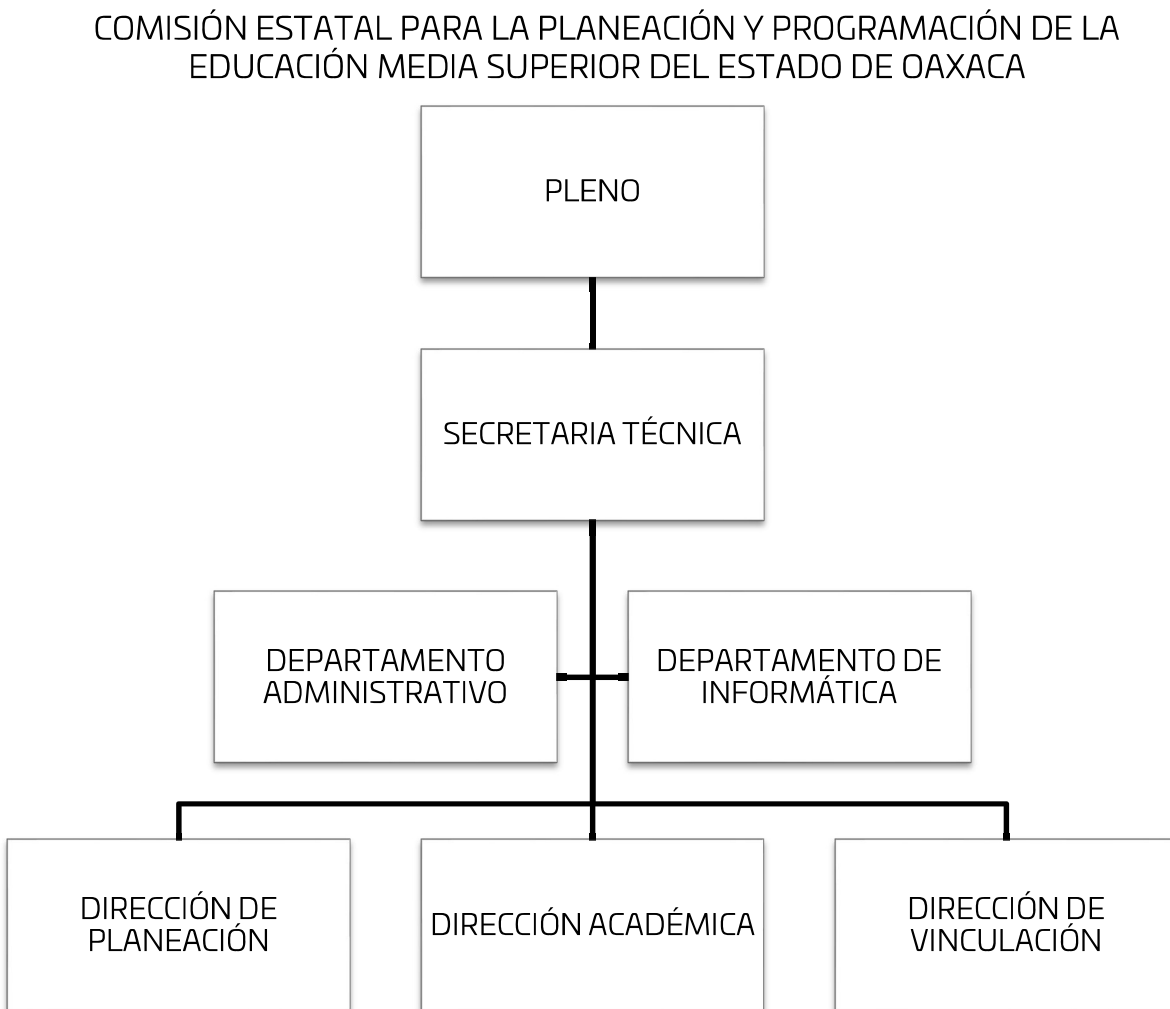 COMISIÓN ESTATAL PARA LA PLANEACIÓN Y PROGRAMACIÓN DE LA
EDUCACIÓN MEDIA SUPERIOR DEL ESTADO DE OAXACA
PLENO
SECRETARIA TÉCNICA
DEPARTAMENTO
ADMINISTRATIVO
DEPARTAMENTO DE
INFORMÁTICA
DIRECCIÓN DE
PLANEACIÓN
DIRECCIÓN ACADÉMICA
DIRECCIÓN DE
VINCULACIÓN